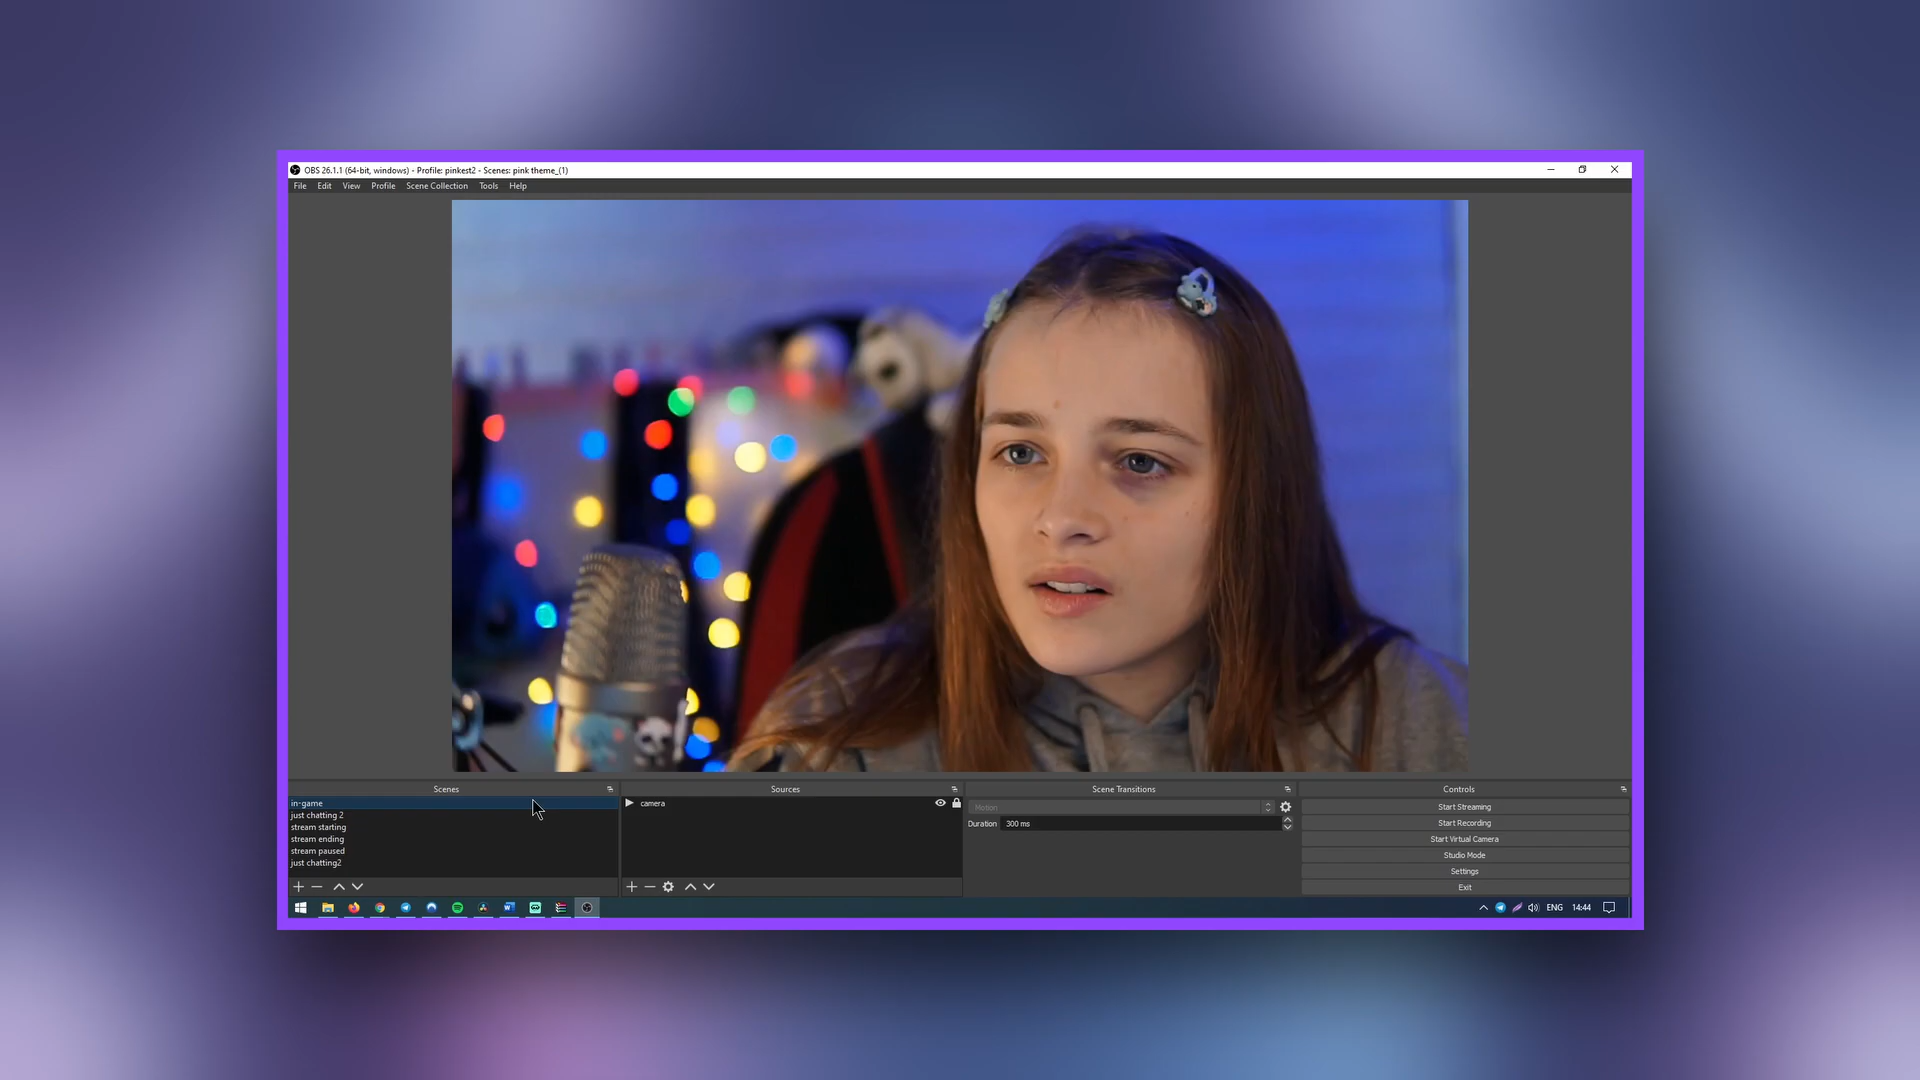 OBS 26.1.1 (64-bit, windows) - Profile: pinkest2 - Scenes: pink theme_(1)
File Edit View Profile Scene Collection Tools Help
Scenes
in-game
just chatting 2
stream starting
stream ending
stream paused
just chatting2
Sources
camera
Scene Transitions
Motion
Duration 300 ms
Controls
Start Streaming
Start Recording
Start Virtual Camera
Studio Mode
Settings
Exit
ENG 14:44